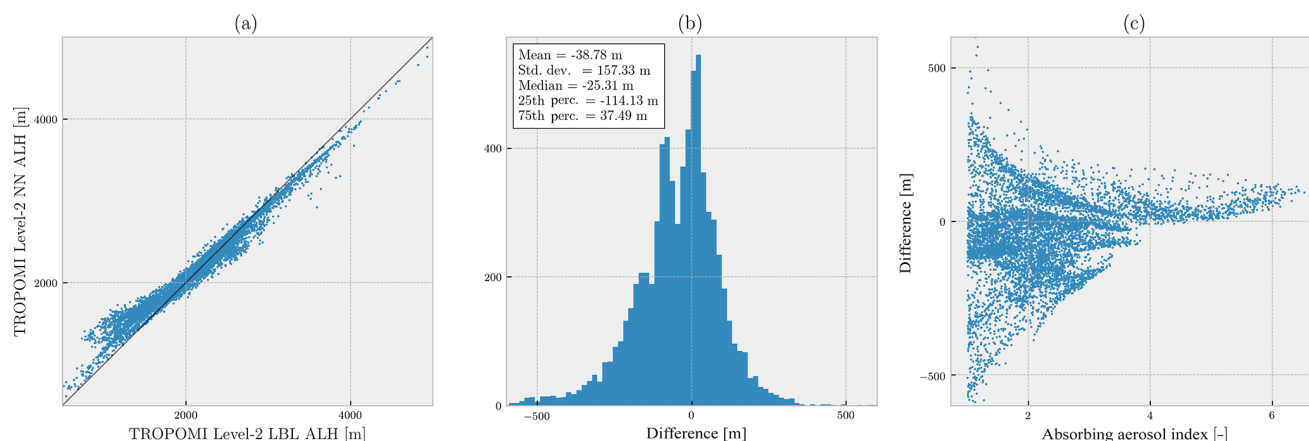 (a)
TROPOMI Level-2 NN ALH [m]
4000
2000
2000
4000
TROPOMI Level-2 LBL ALH [m]
(b)
Mean = -38.78 m
Std. dev. = 157.33 m
Median = -25.31 m
25th perc. = -114.13 m
75th perc. = 37.49 m
400
200
0
−500
0
500
Difference [m]
(c)
Difference [m]
500
0
−500
2
4
6
Absorbing aerosol index [-]